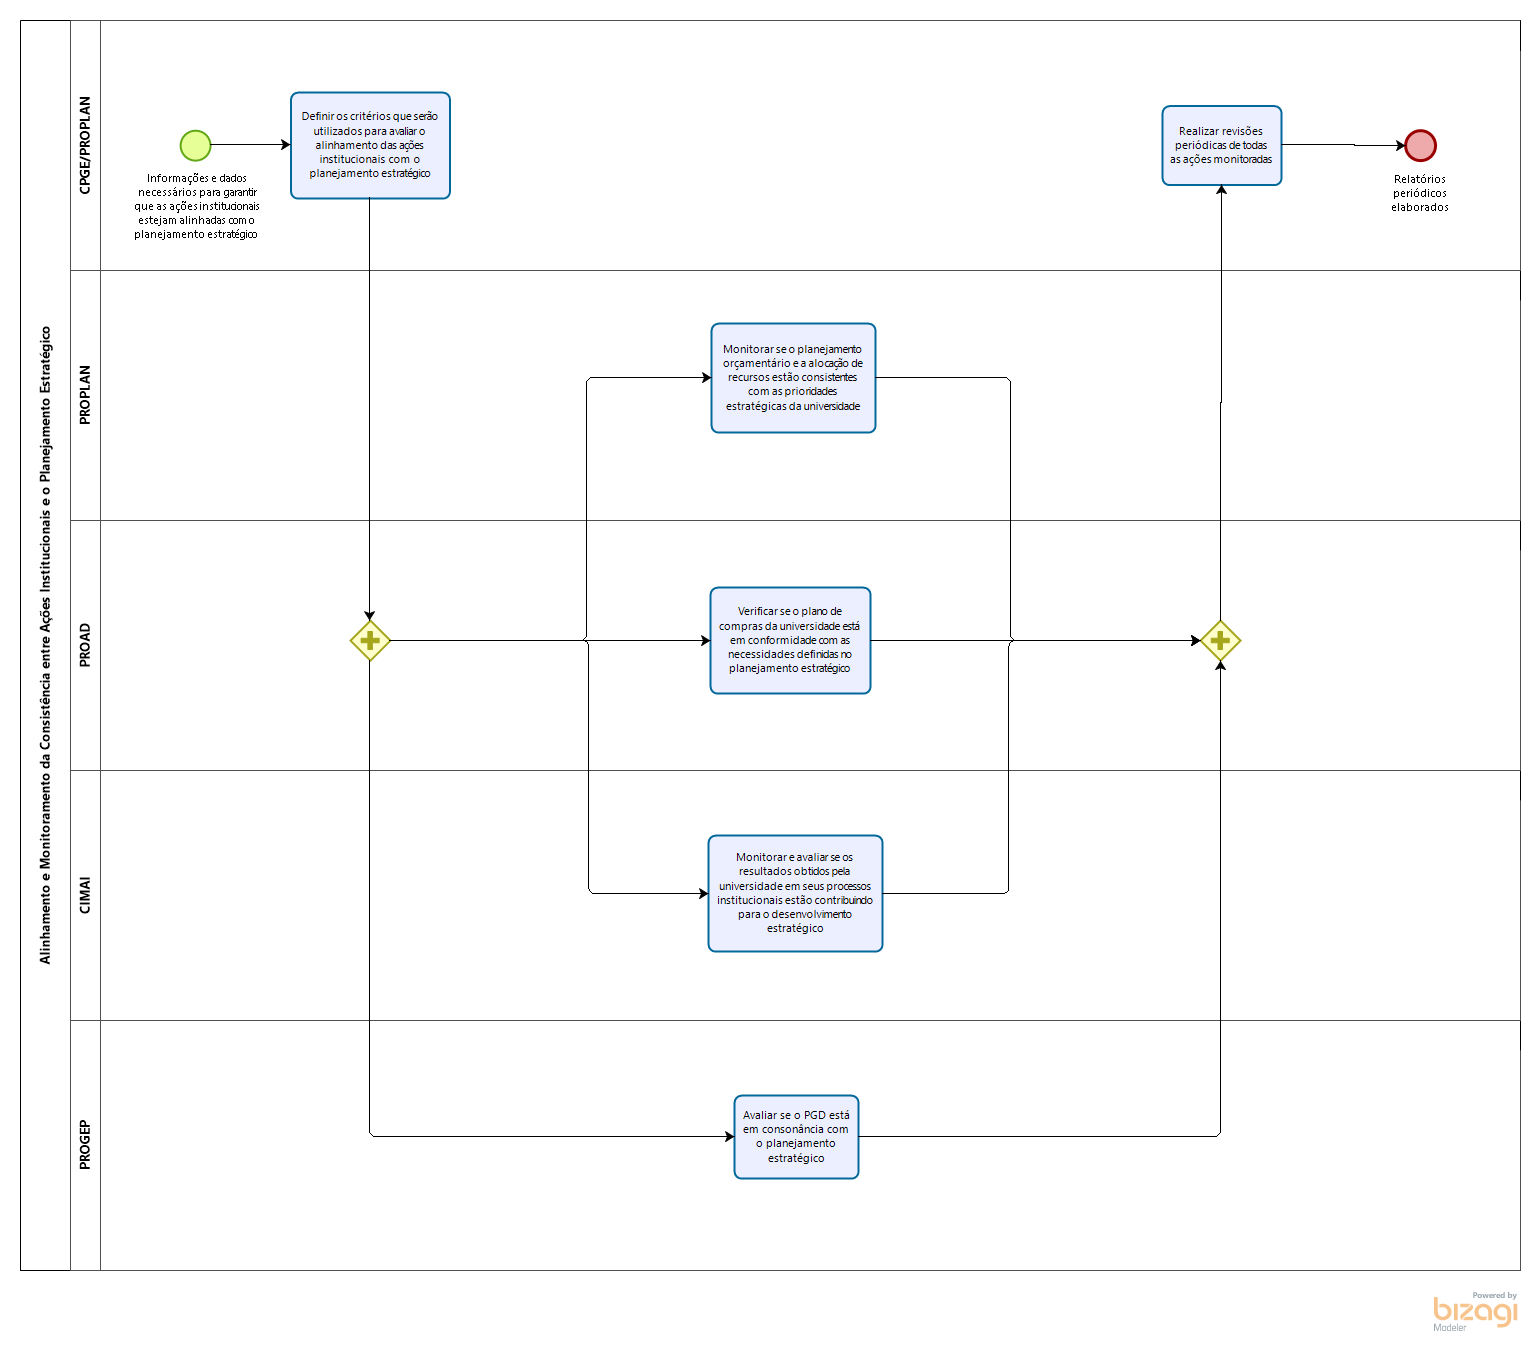 Alinhamento e Monitoramento da Consistência entre Ações Institucionais e o Planejamento Estratégico
CPGE/PROPLAN
Informações e dados
necessários para garantir
que as ações institucionais
estejam alinhadas com o
planejamento estratégico
Definir os critérios que serão
utilizados para avaliar o
alinhamento das ações
institucionais com o
planejamento estratégico
Realizar revisões
periódicas de todas
as ações monitoradas
Relatórios
periódicos
elaborados
PROPLAN
Monitorar se o planejamento
orçamentário e a alocação de
recursos estão consistentes
com as prioridades
estratégicas da universidade
PROAD
Verificar se o plano de
compras da universidade está
em conformidade com as
necessidades definidas no
planejamento estratégico
CIMAI
Monitorar e avaliar se os
resultados obtidos pela
universidade em seus processos
institucionais estão contribuindo
para o desenvolvimento
estratégico
PROGEP
Avaliar se o PGD está
em consonância com
o planejamento
estratégico
Powered by
bizagi
Modeler